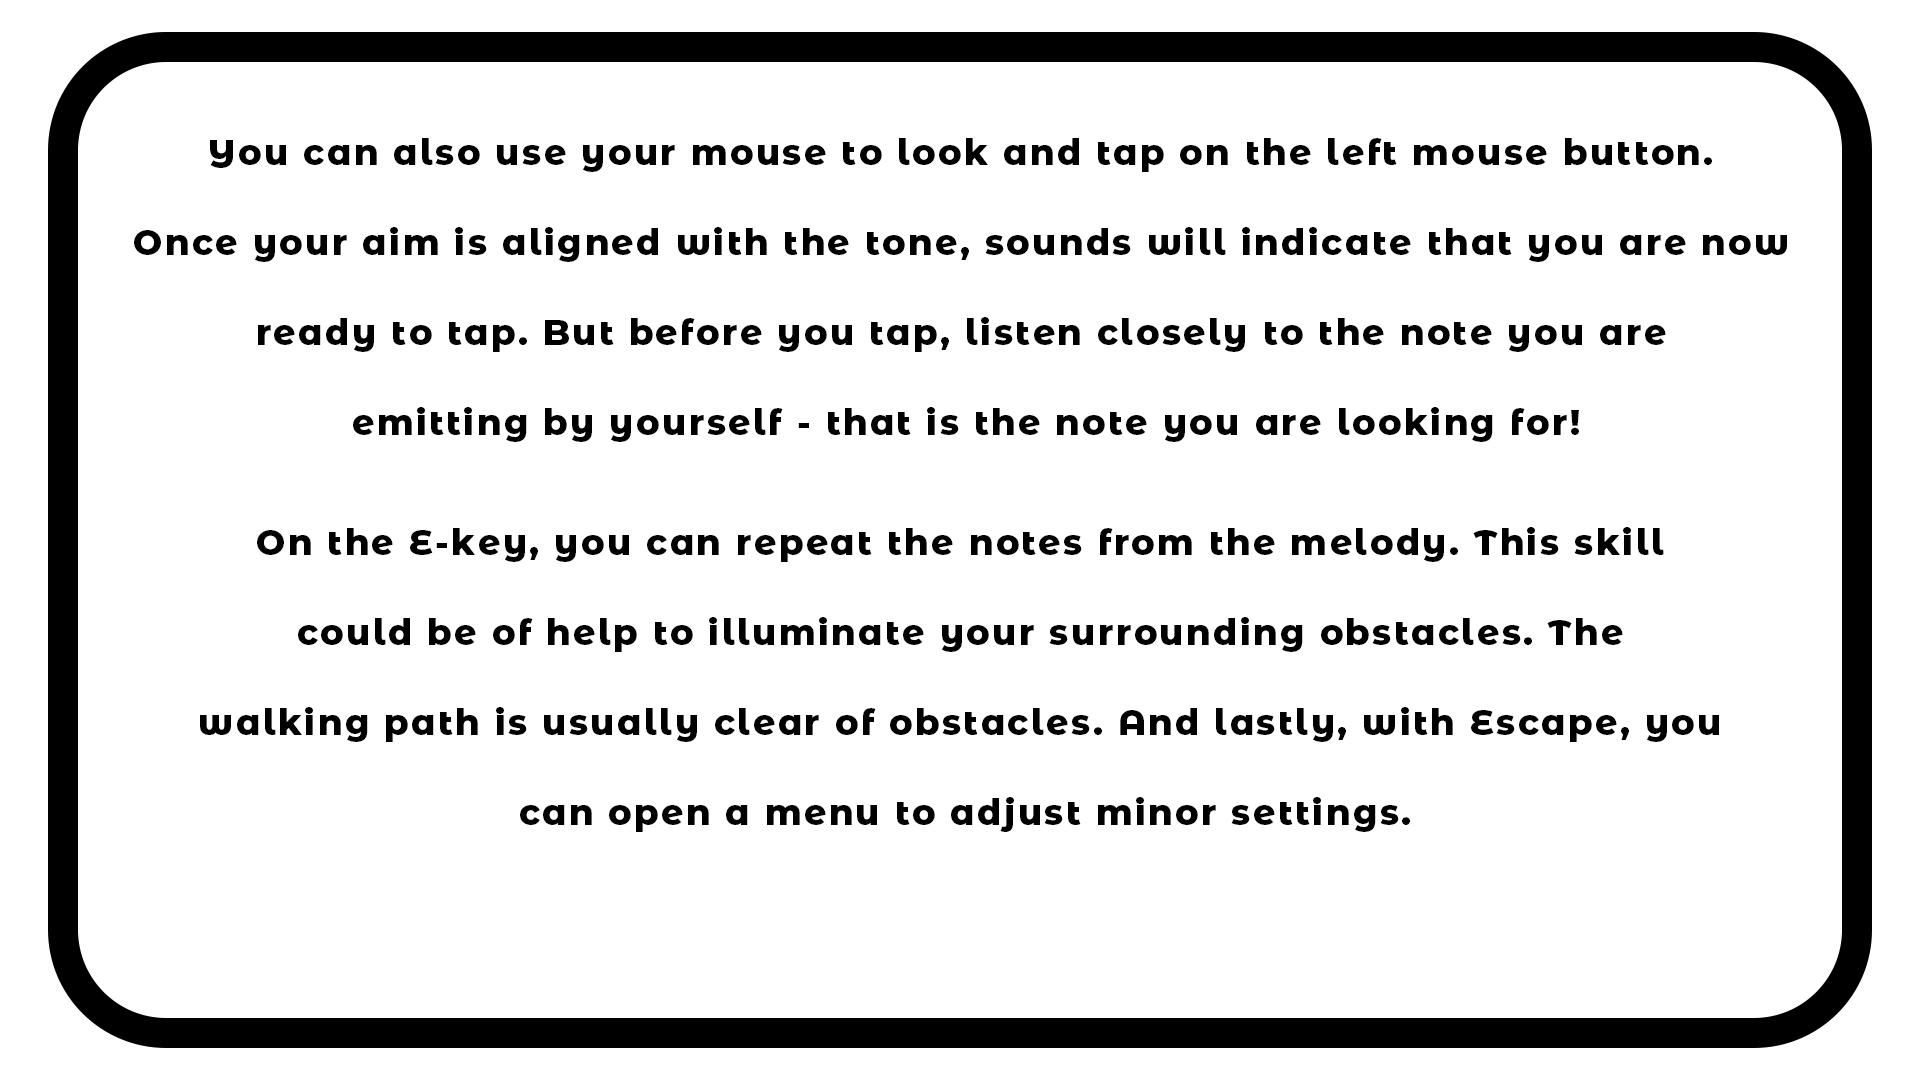 You can also use your mouse to look and tap on the left mouse button.
Once your aim is aligned with the tone, sounds will indicate that you are now
ready to tap. But before you tap, listen closely to the note you are
emitting by yourself - that is the note you are looking for!
On the E-key, you can repeat the notes from the melody. This skill
could be of help to illuminate your surrounding obstacles. The
walking path is usually clear of obstacles. And lastly, with Escape, you
can open a menu to adjust minor settings.